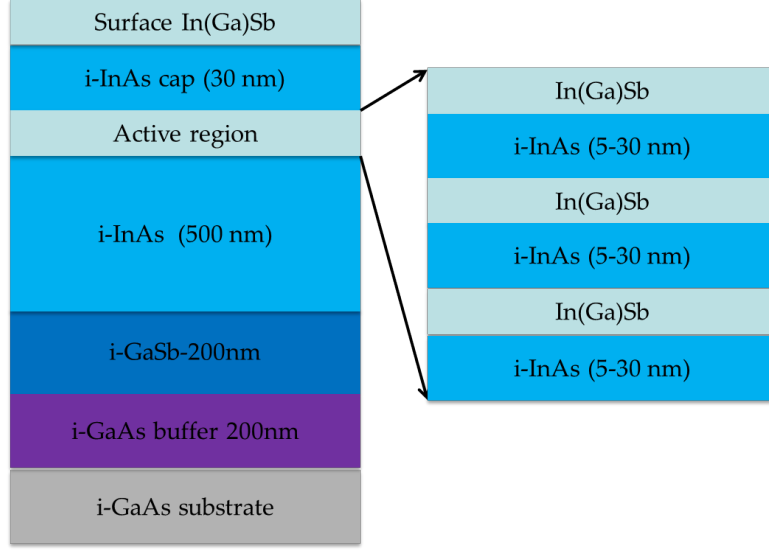 Surface In(Ga)Sb
i-InAs cap (30 nm)
Active region
i-InAs  (500 nm)
i-GaSb-200nm
i-GaAs buffer 200nm
i-GaAs substrate
In(Ga)Sb
i-InAs (5-30 nm)
In(Ga)Sb
i-InAs (5-30 nm)
In(Ga)Sb
i-InAs (5-30 nm)